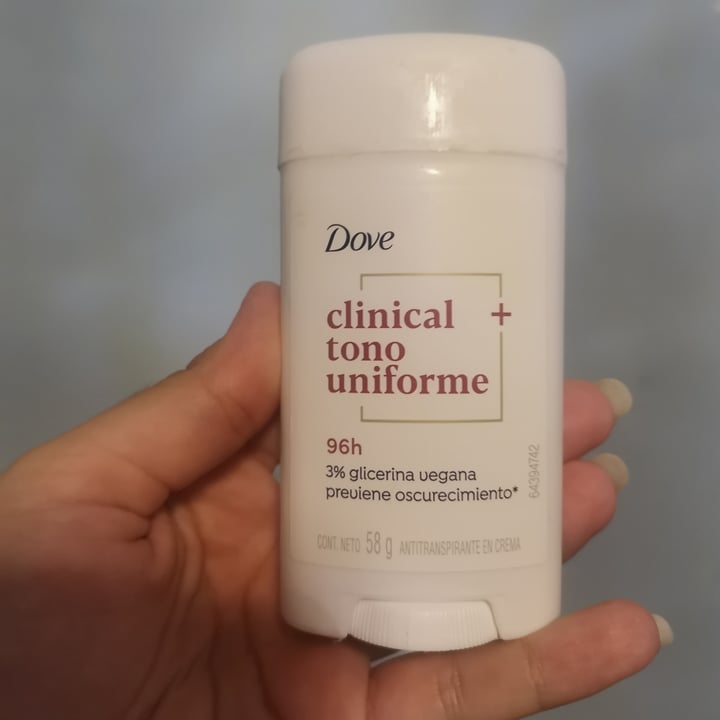 Dove
clinical +
tono
uniforme
96h
3% glicerina vegana
previene oscurecimiento*
64394742
CONT. NETO 58 g ANTITRANSPIRANTE EN CREMA